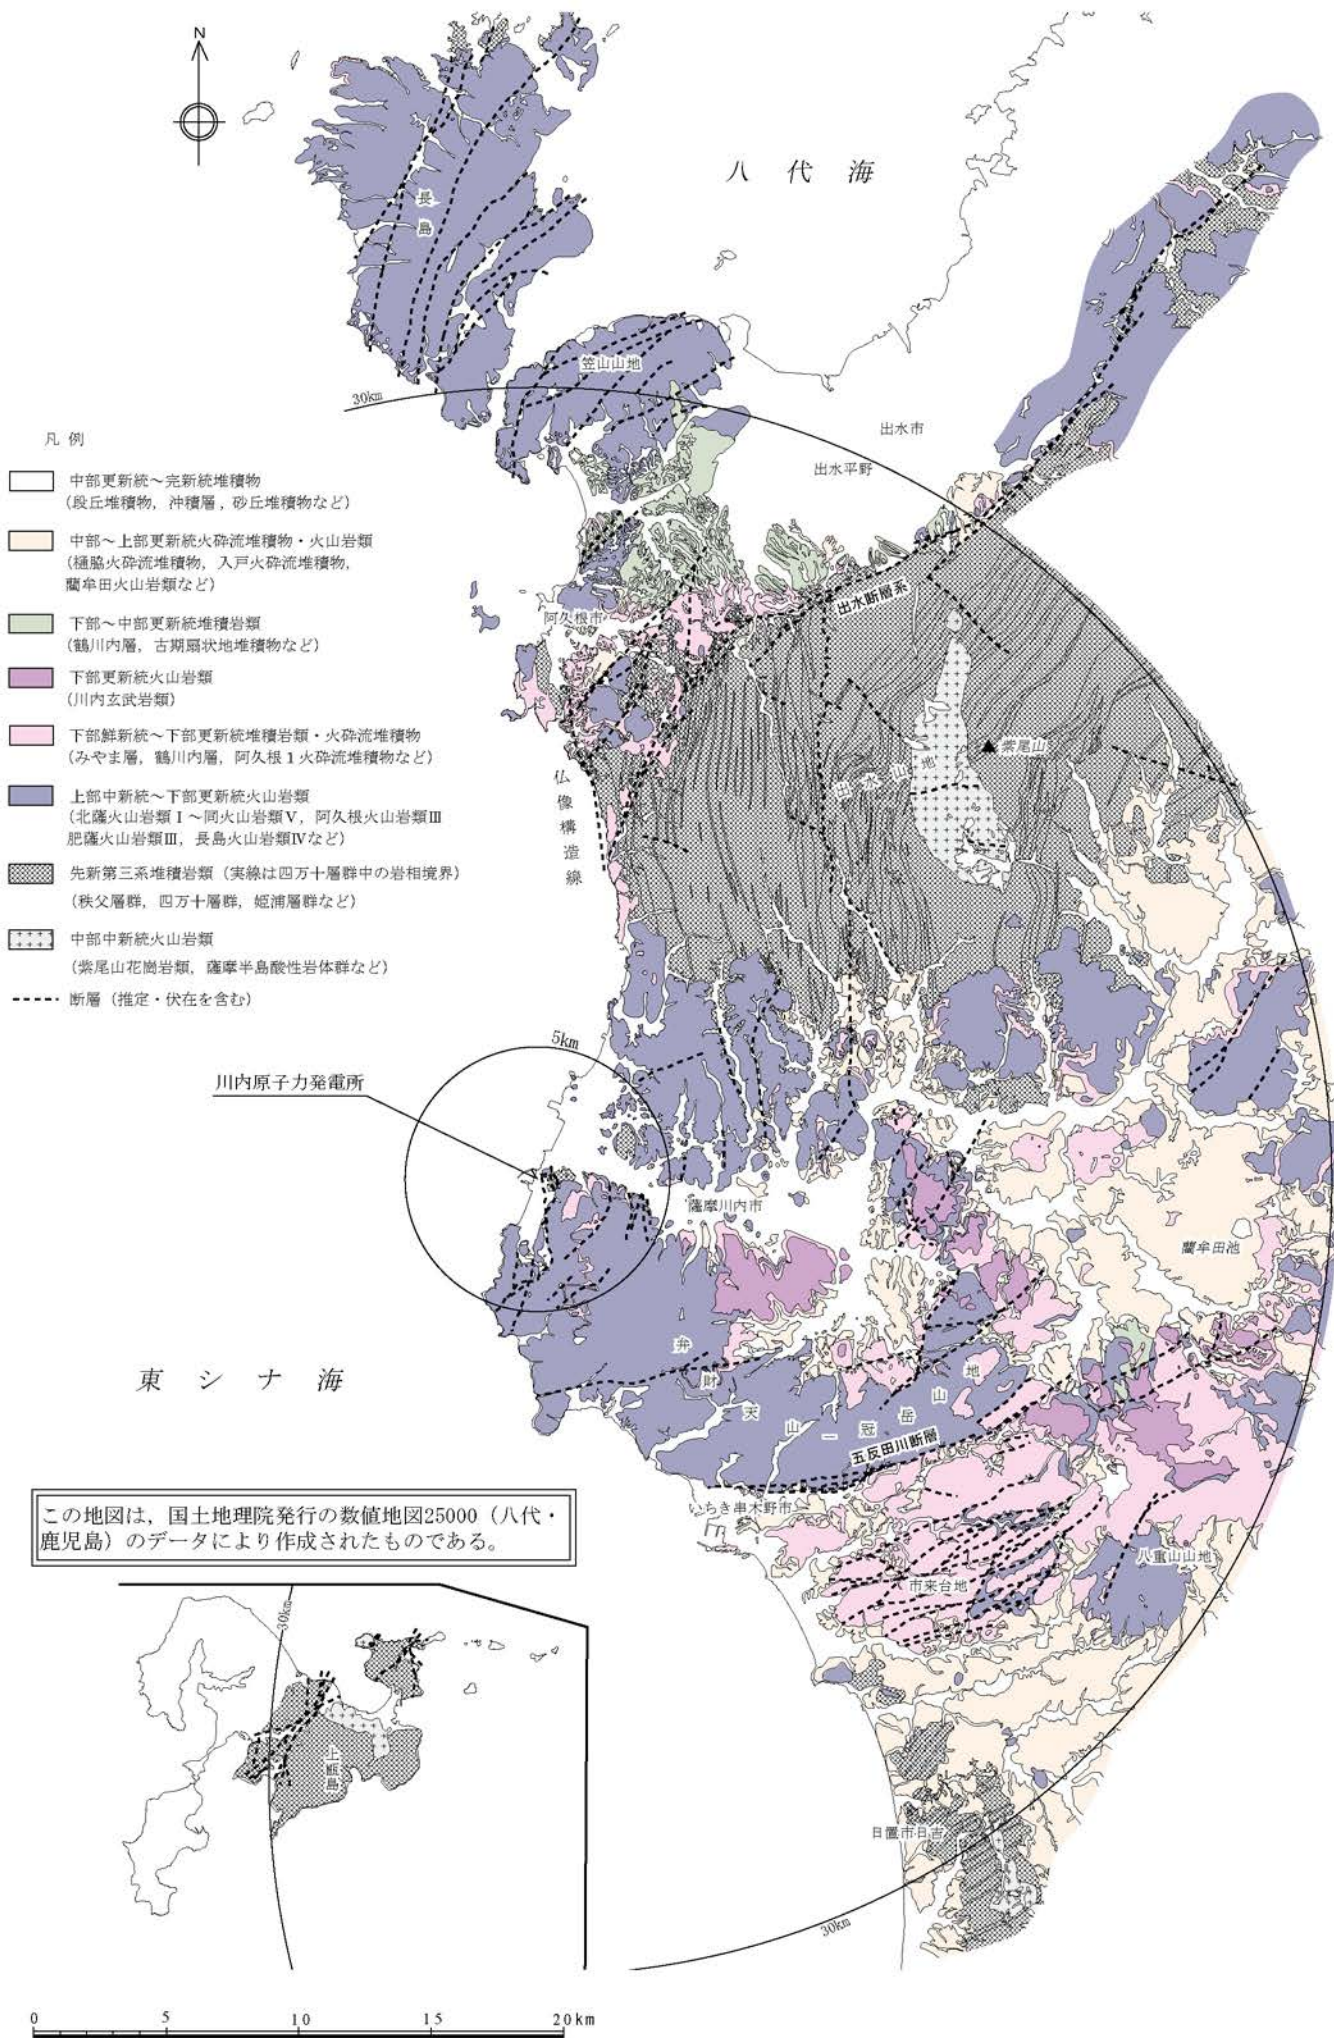 N
八代海
長島
笠山山地
30km
出水市
出水平野
凡例
中部更新統～完新統堆積物
(段丘堆積物，沖積層，砂丘堆積物など)
中部～上部更新統火砕流堆積物・火山岩類
(樋脇火砕流堆積物，入戸火砕流堆積物，
藺牟田火山岩類など)
下部～中部更新統堆積岩類
(鶴川内層，古期扇状地堆積物など)
下部更新統火山岩類
(川内玄武岩類)
下部鮮新統～下部更新統堆積岩類・火砕流堆積物
(みやま層，鶴川内層，阿久根１火砕流堆積物など)
上部中新統～下部更新統火山岩類
(北薩火山岩類Ⅰ～同火山岩類Ⅴ，阿久根火山岩類Ⅲ
肥薩火山岩類Ⅲ，長島火山岩類Ⅳなど)
先新第三系堆積岩類（実線は四万十層群中の岩相境界）
(秩父層群，四万十層群，姫浦層群など)
中部中新統火山岩類
(紫尾山花崗岩類，薩摩半島酸性岩体群など)
断層（推定・伏在を含む）
出水断層系
阿久根市
紫尾山
出水山地
仏像構造線
5km
川内原子力発電所
薩摩川内市
藺牟田池
東シナ海
弁財天山－冠岳山地
五反田川断層
いちき串木野市
八重山山地
市来台地
この地図は，国土地理院発行の数値地図25000（八代・
鹿児島）のデータにより作成されたものである。
30km
上甑島
日置市日吉
30km
0 5 10 15 20km